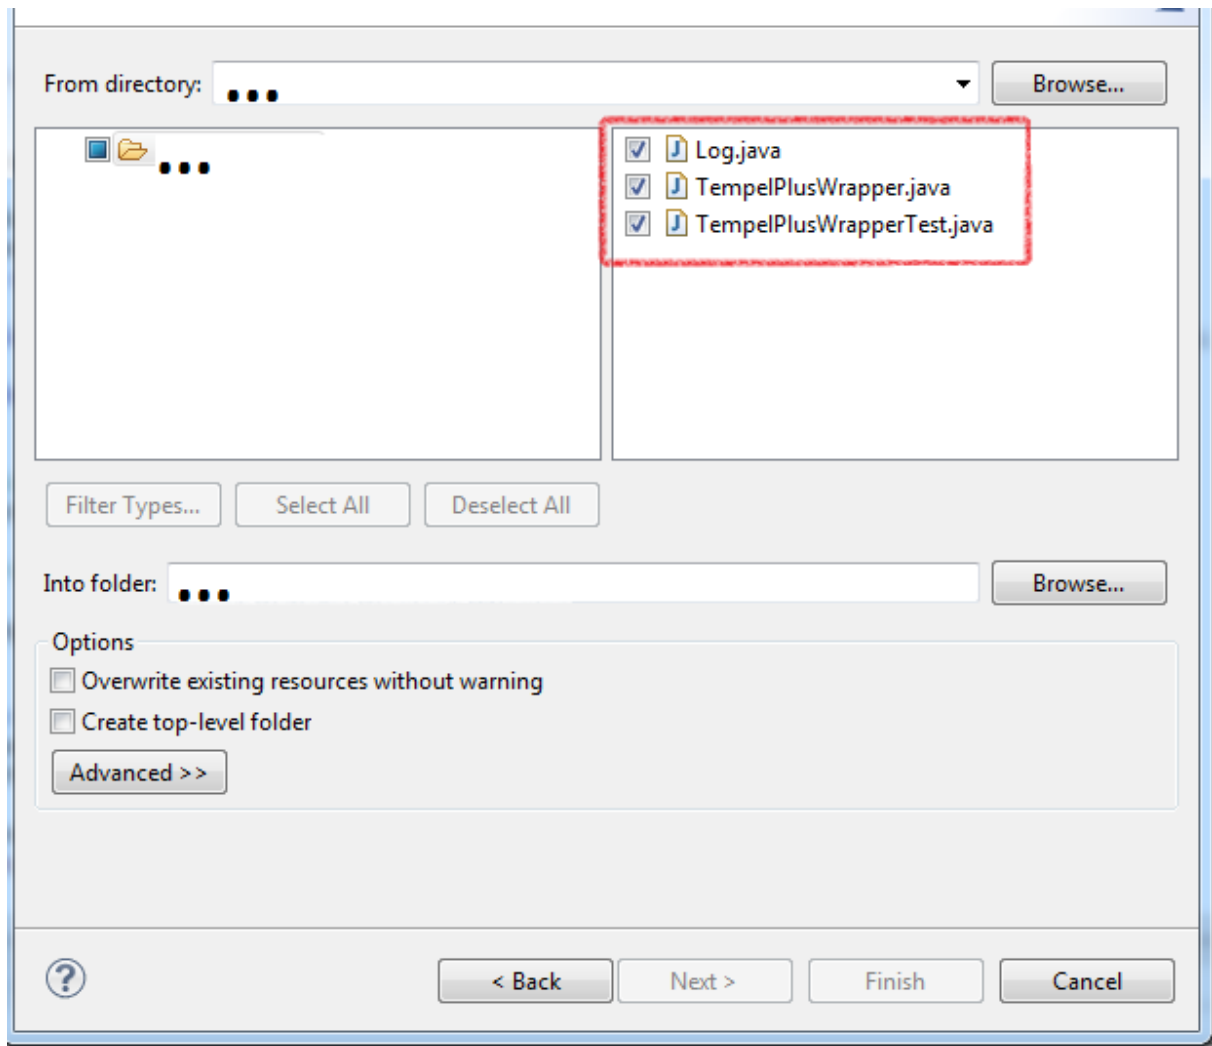 From directory: ... Browse...
...
Log.java
TempelPlusWrapper.java
TempelPlusWrapperTest.java
Filter Types... Select All Deselect All
Into folder: ... Browse...
Options
Overwrite existing resources without warning
Create top-level folder
Advanced >>
? < Back Next > Finish Cancel